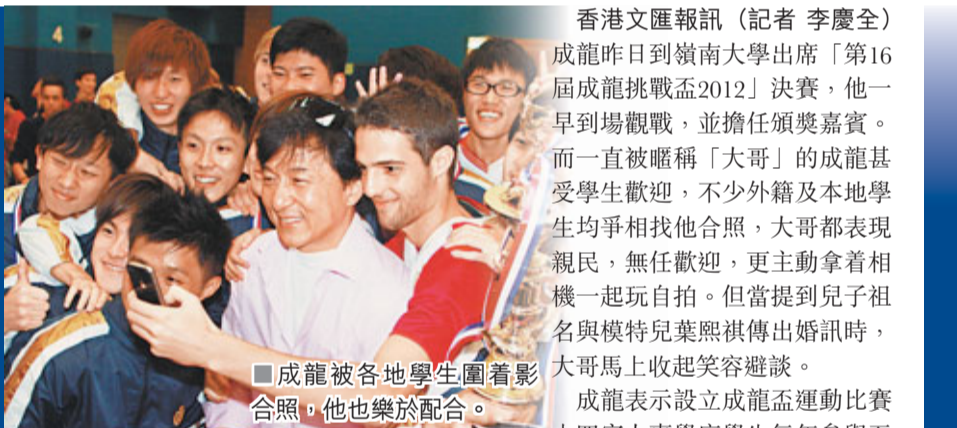 4
香港文匯報訊（記者 李慶全）
成龍昨日到嶺南大學出席「第16
屆成龍挑戰盃2012」決賽，他一
早到場觀戰，並擔任頒獎嘉賓。
而一直被暱稱「大哥」的成龍甚
受學生歡迎，不少外籍及本地學
生均爭相找他合照，大哥都表現
親民，無任歡迎，更主動拿着相
機一起玩自拍。但當提到兒子祖
名與模特兒葉熙祺傳出婚訊時，
大哥馬上收起笑容避談。
成龍表示設立成龍盃運動比賽
■成龍被各地學生圍着影
合照，他也樂於配合。